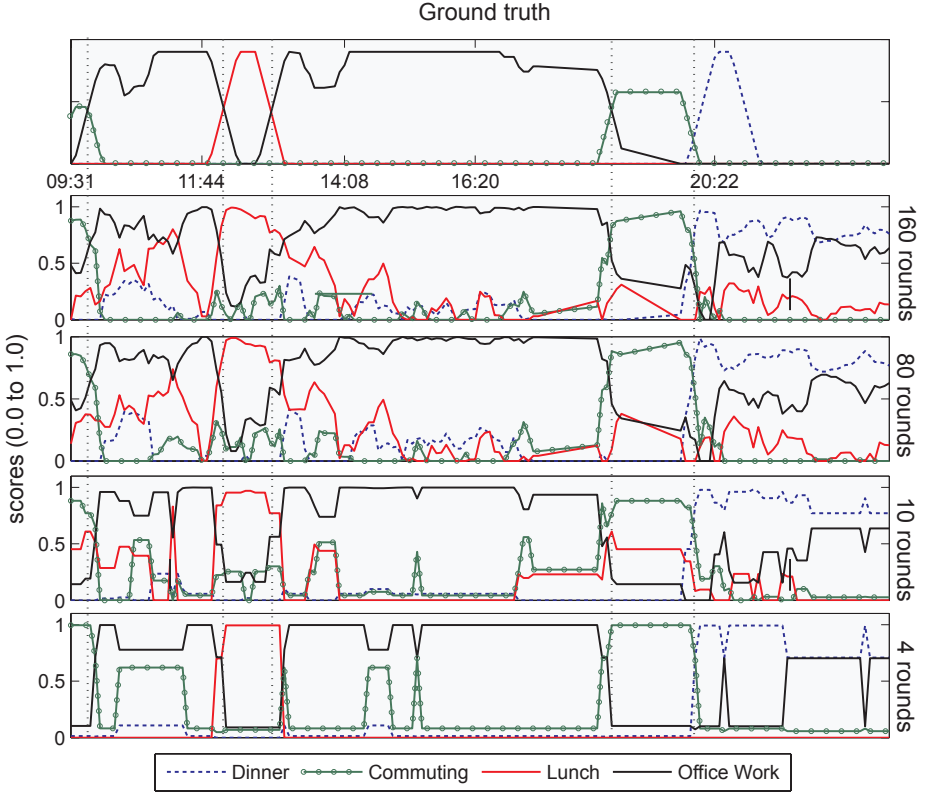 Ground truth
09:31 11:44 14:08 16:20 20:22
1
0.5
0
160 rounds
1
0.5
0
80 rounds
1
0.5
0
10 rounds
1
0.5
0
4 rounds
scores (0.0 to 1.0)
Dinner Commuting Lunch Office Work